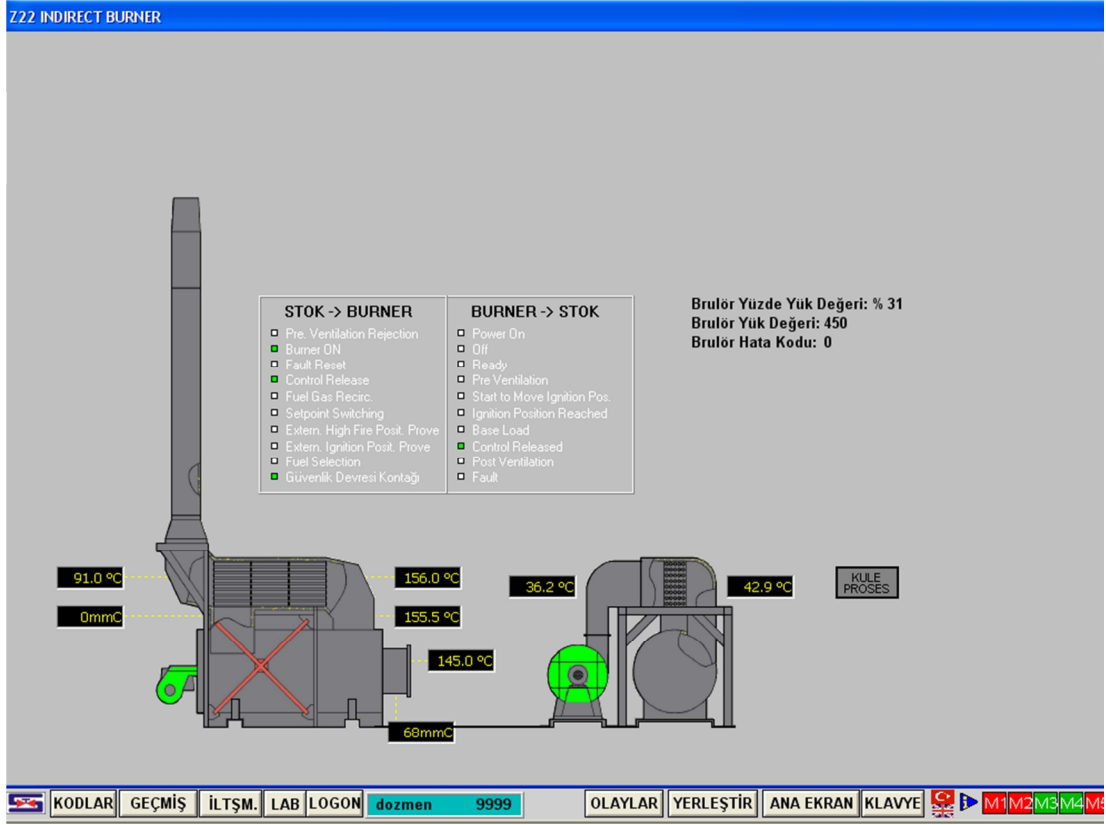 Z22 INDIRECT BURNER
STOK -> BURNER
Pre. Ventilation Rejection
Burner ON
Fault Reset
Control Release
Fuel Gas Recirc.
Setpoint Switching
Extern. High Fire Posit. Prove
Extern. Ignition Posit. Prove
Fuel Selection
Güvenlik Devresi Kontağı
BURNER -> STOK
Power On
Off
Ready
Pre Ventilation
Start to Move Ignition Pos.
Ignition Position Reached
Base Load
Control Released
Post Ventilation
Fault
Brulör Yüzde Yük Değeri: % 31
Brulör Yük Değeri: 450
Brulör Hata Kodu: 0
91.0 ºC
0mmC
156.0 ºC
155.5 ºC
145.0 ºC
68mmC
36.2 ºC
42.9 ºC
KULE
PROSES
KODLAR GEÇMİŞ İLTŞM. LAB LOGON dozmen 9999 OLAYLAR YERLEŞTİR ANA EKRAN KLAVYE M1 M2 M3 M4 M5